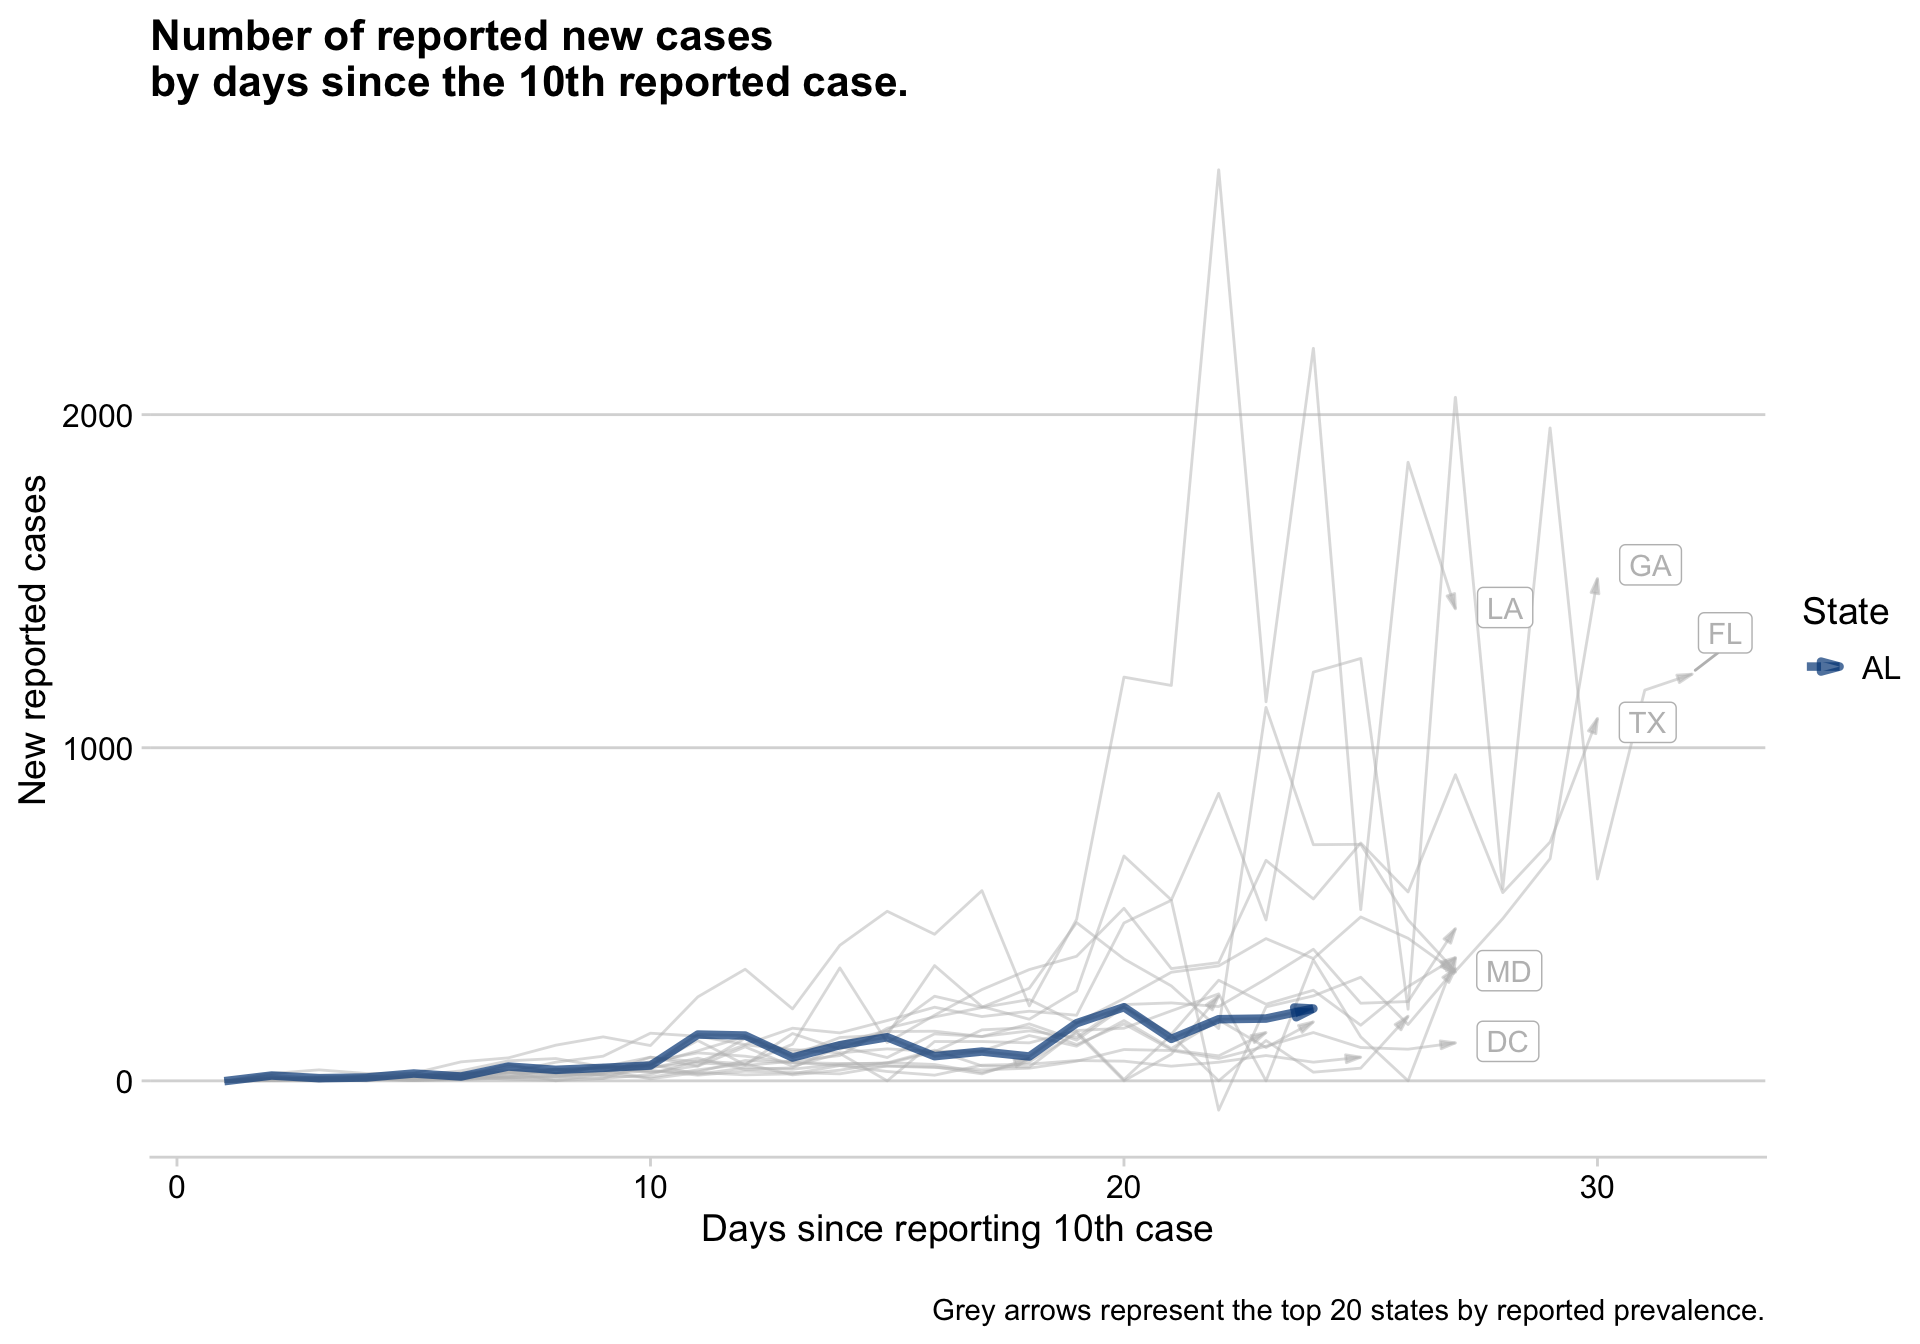 Number of reported new cases
by days since the 10th reported case.
New reported cases
2000
1000
0
GA
LA
FL
TX
MD
DC
State
AL
0
10
20
30
Days since reporting 10th case
Grey arrows represent the top 20 states by reported prevalence.